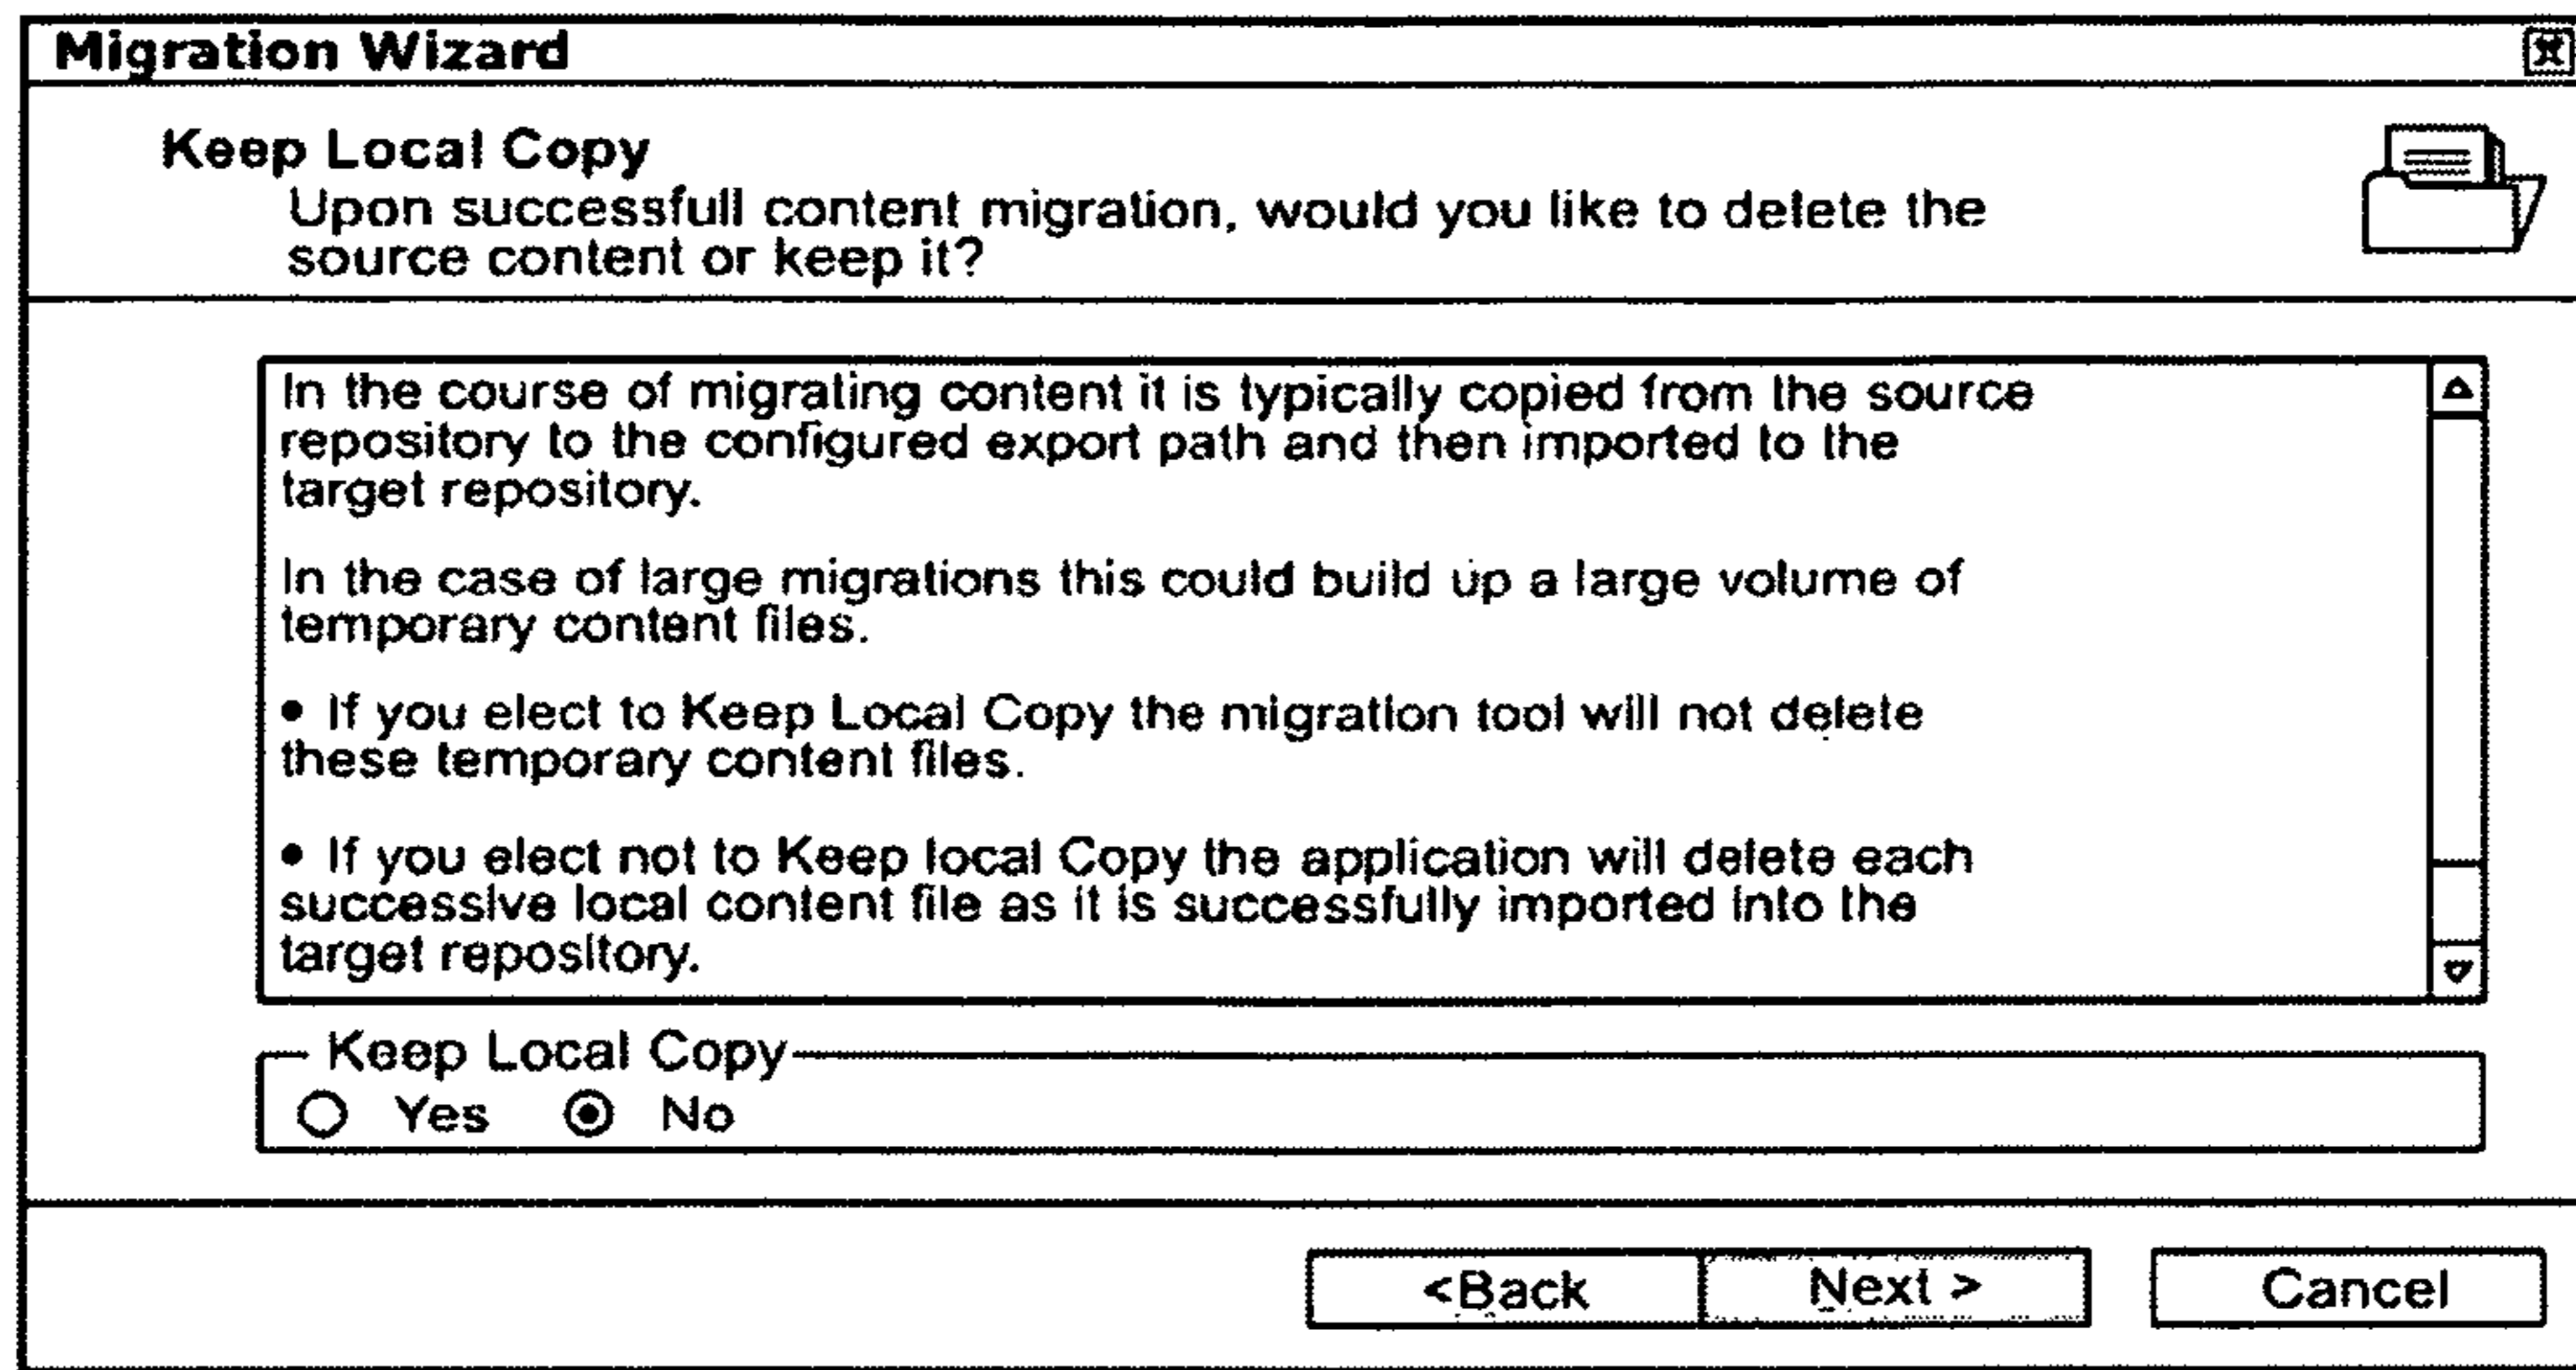 Migration Wizard
Keep Local Copy
Upon successfull content migration, would you like to delete the
source content or keep it?
In the course of migrating content it is typically copied from the source
repository to the configured export path and then imported to the
target repository.
In the case of large migrations this could build up a large volume of
temporary content files.
• If you elect to Keep Local Copy the migration tool will not delete
these temporary content files.
• If you elect not to Keep local Copy the application will delete each
successive local content file as it is successfully imported into the
target repository.
Keep Local Copy
Yes No
<Back Next > Cancel